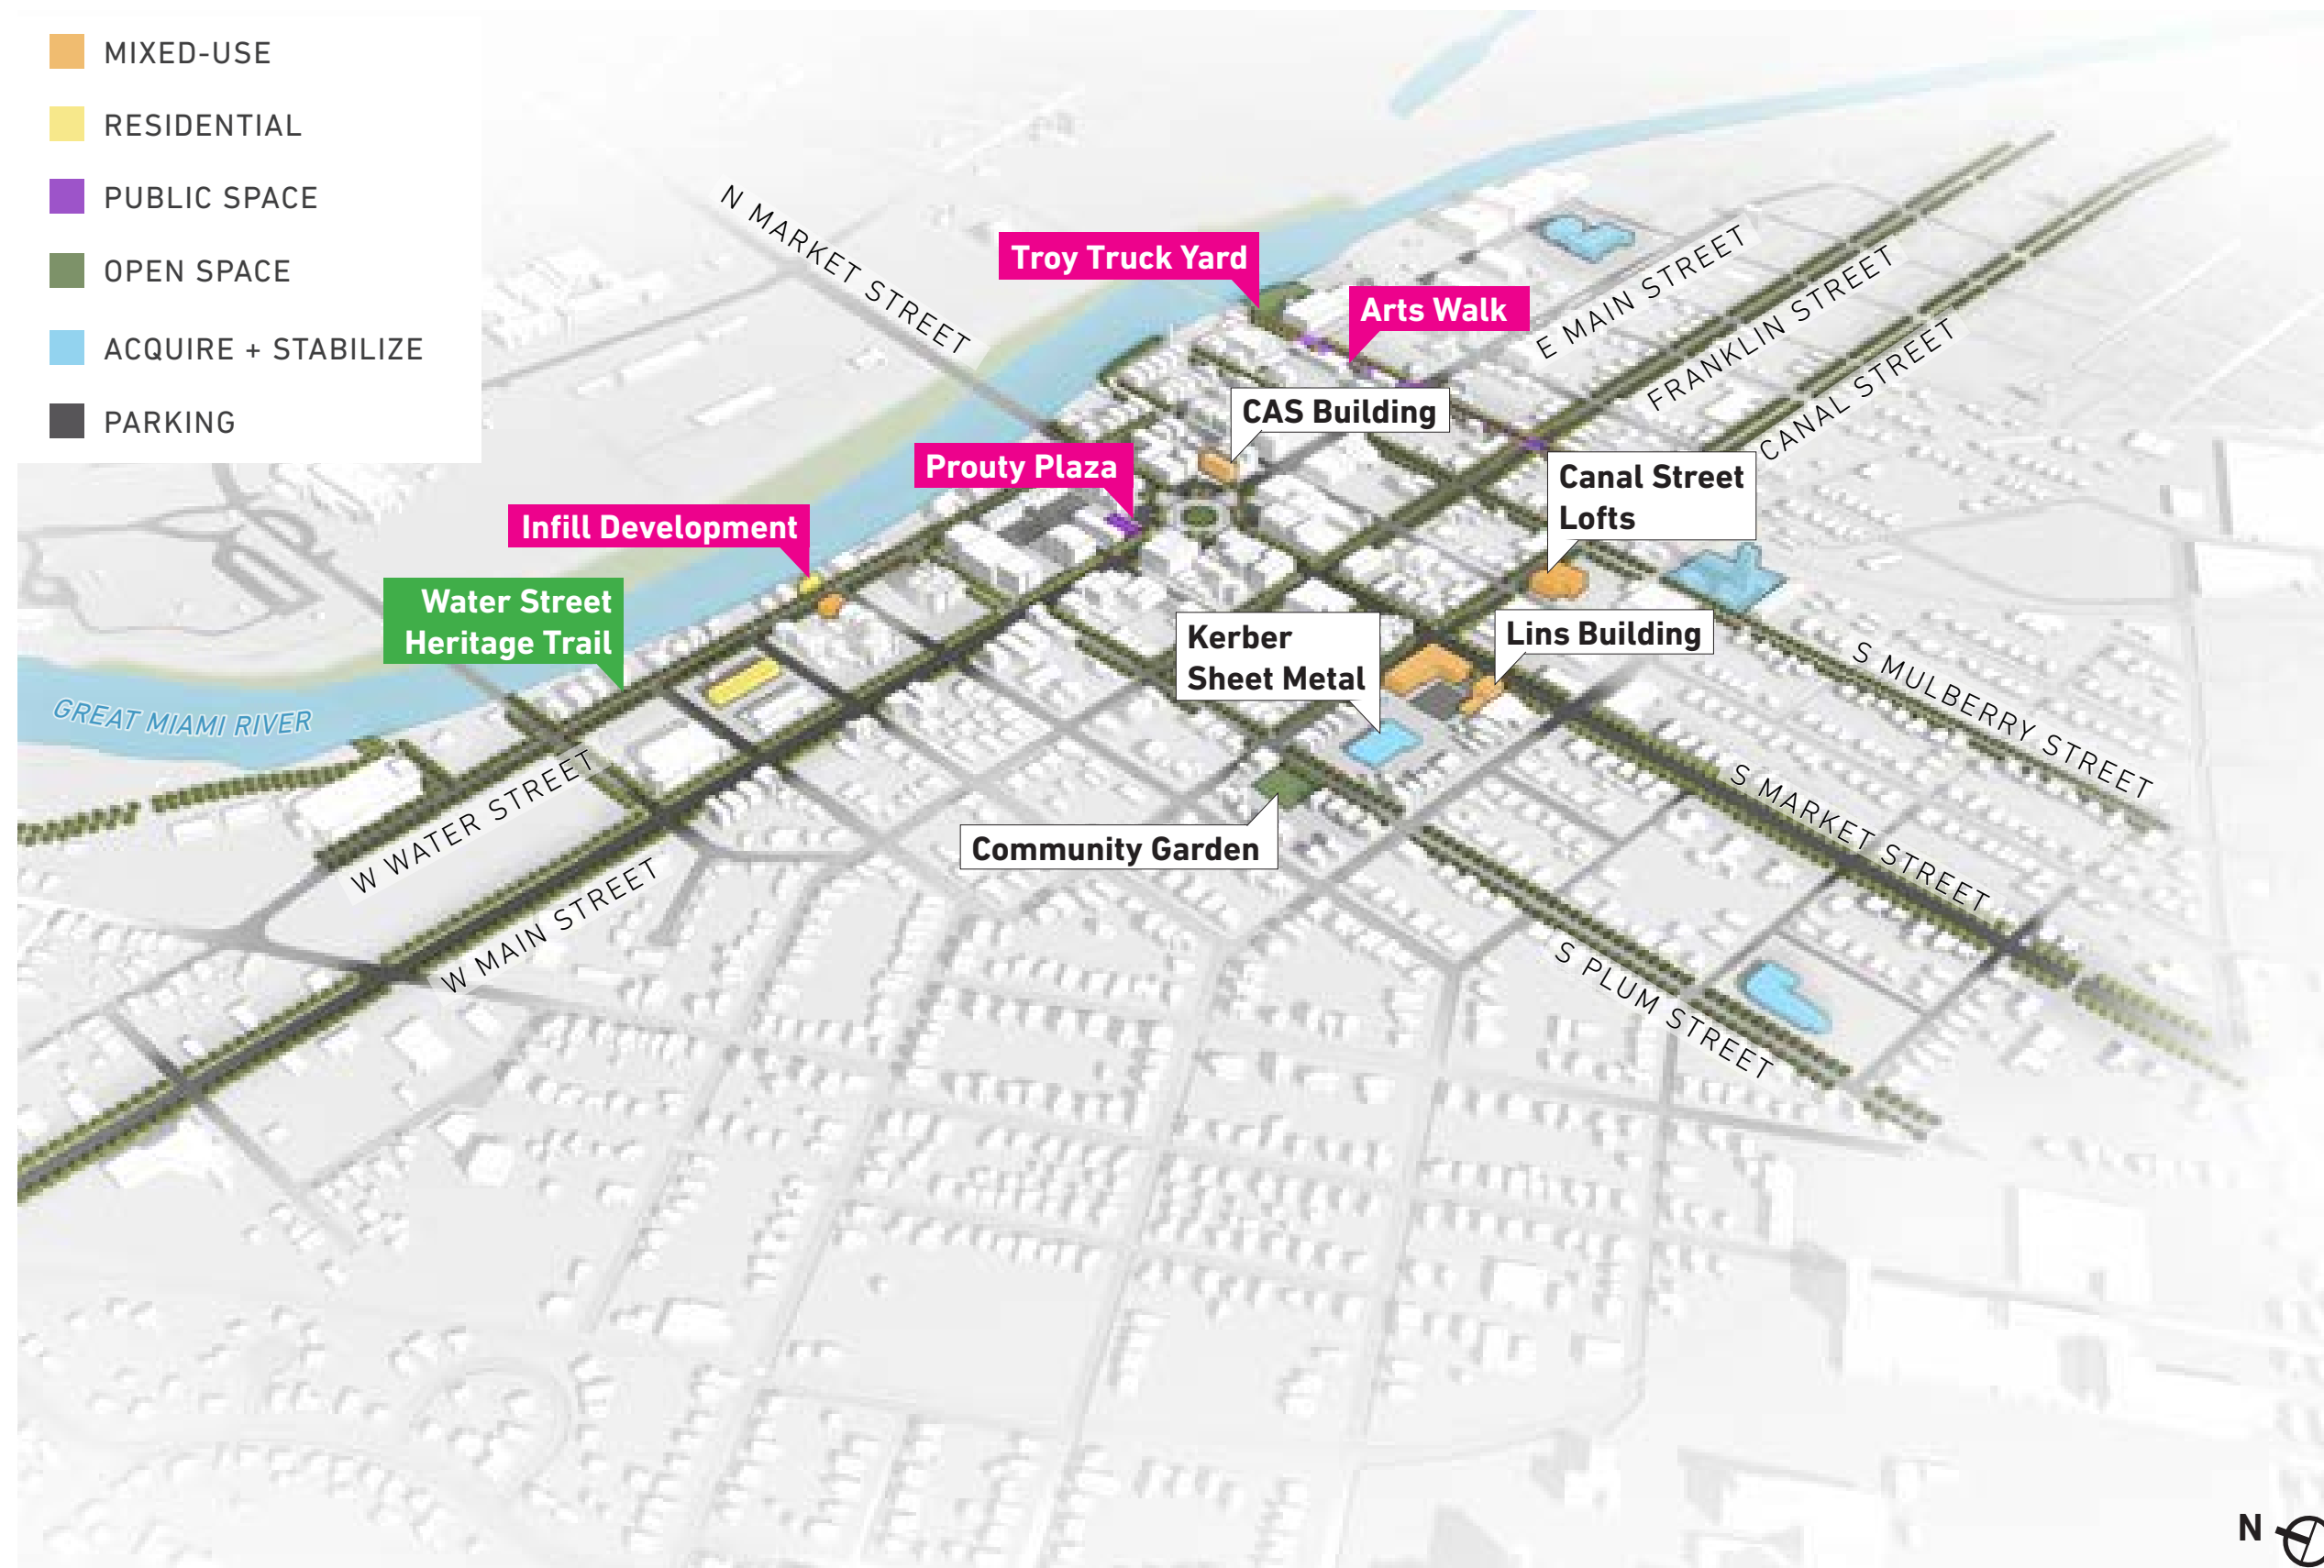 MIXED-USE
RESIDENTIAL
PUBLIC SPACE
OPEN SPACE
ACQUIRE + STABILIZE
PARKING
N MARKET STREET
Troy Truck Yard
Arts Walk
E MAIN STREET
FRANKLIN STREET
CANAL STREET
CAS Building
Prouty Plaza
Canal Street
Lofts
Infill Development
Water Street
Heritage Trail
Kerber
Sheet Metal
Lins Building
S MULBERRY STREET
GREAT MIAMI RIVER
W WATER STREET
S MARKET STREET
Community Garden
W MAIN STREET
S PLUM STREET
N